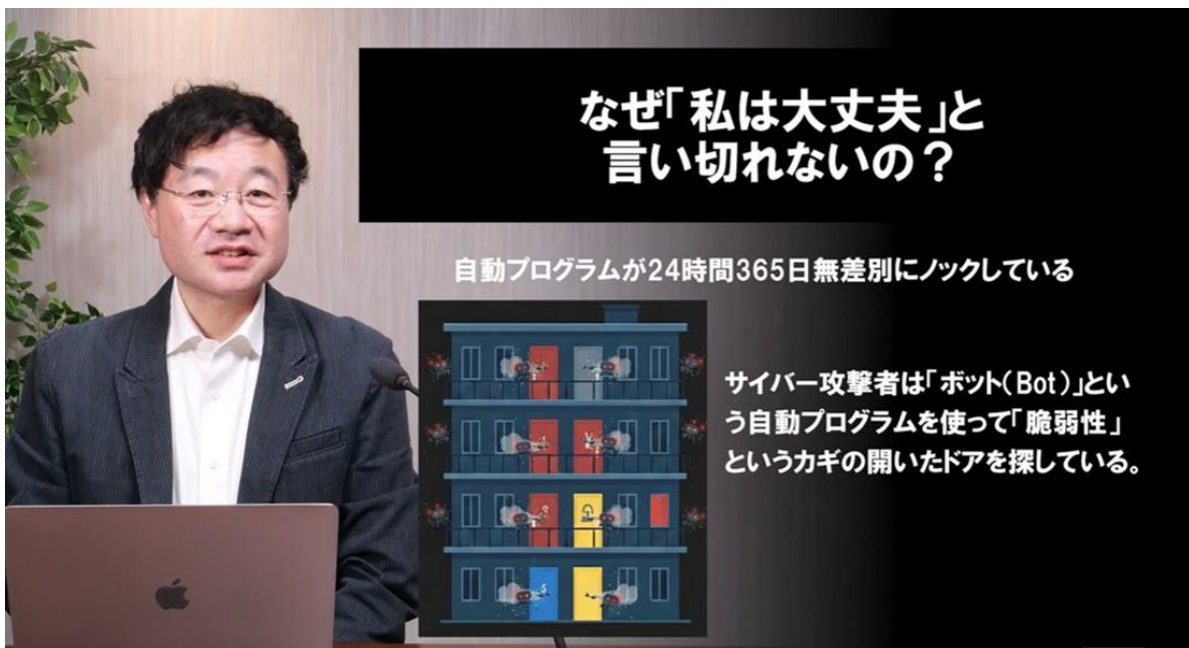 なぜ「私は大丈夫」と
言い切れないの？
自動プログラムが24時間365日無差別にノックしている
サイバー攻撃者は「ボット（Bot）」とい
う自動プログラムを使って「脆弱性」
というカギの開いたドアを探している。